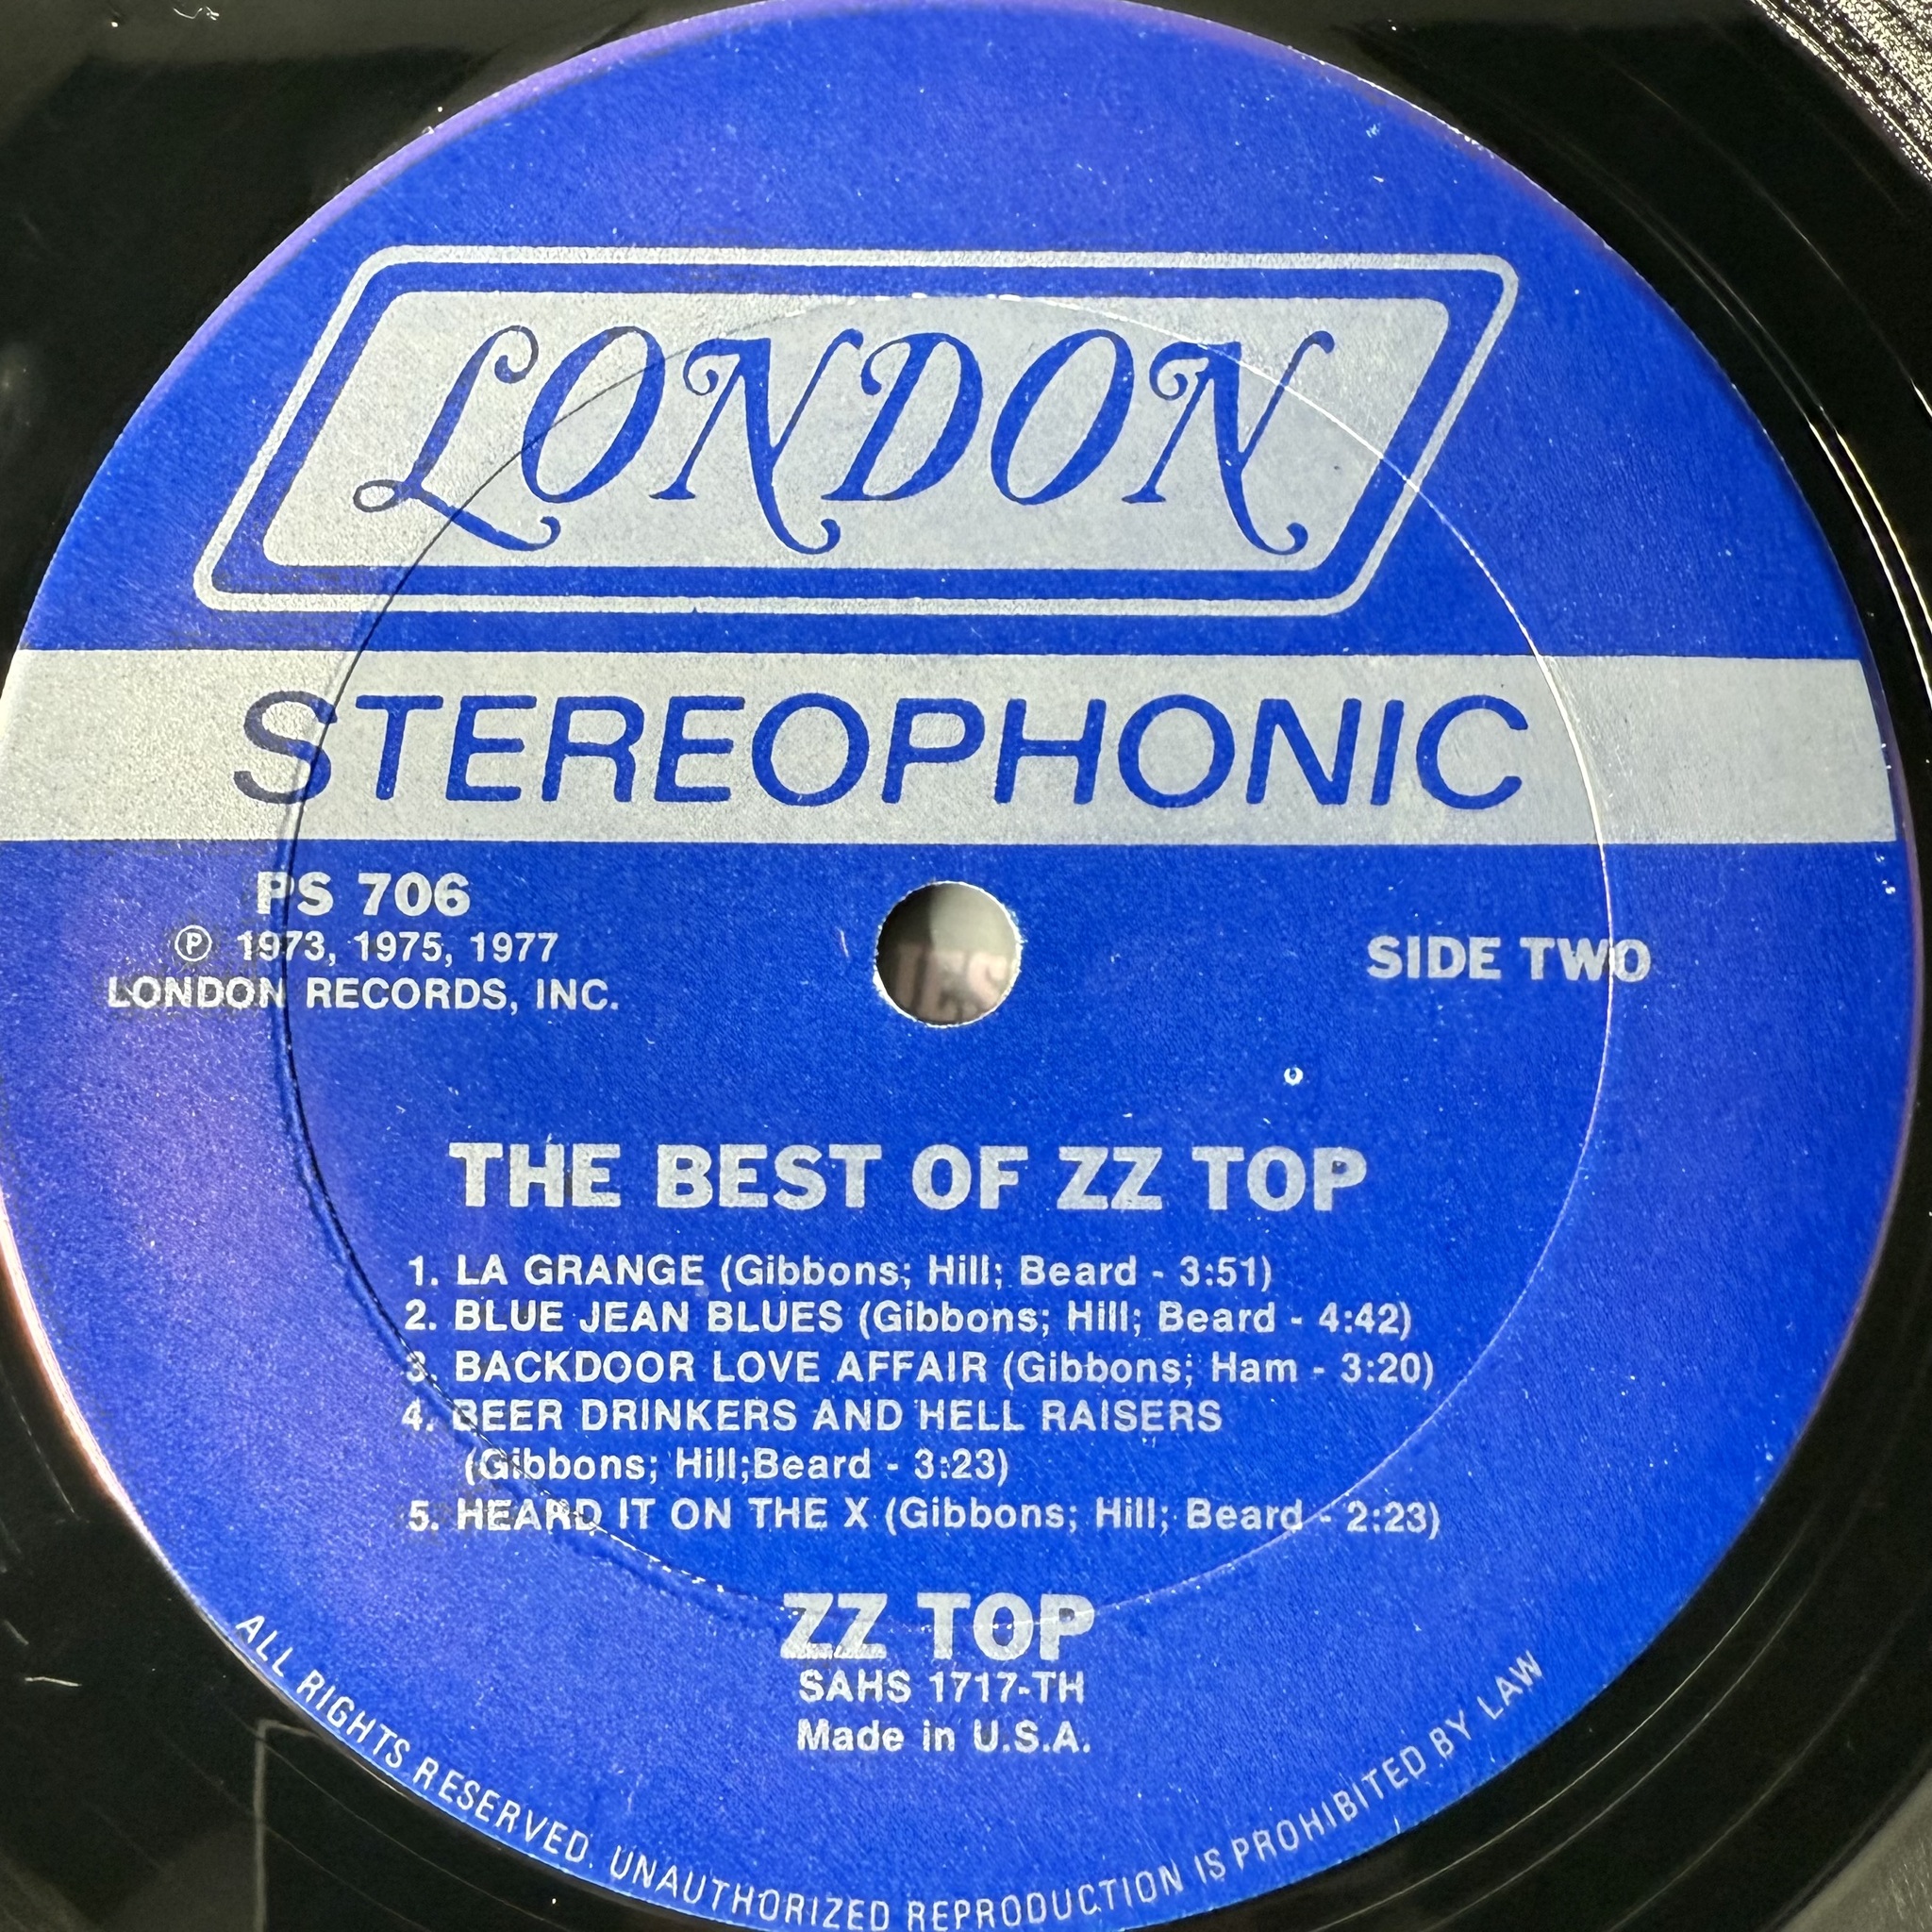 LONDON
STEREOPHONIC
PS 706
Ⓟ 1973, 1975, 1977
LONDON RECORDS, INC.
SIDE TWO
THE BEST OF ZZ TOP
1. LA GRANGE (Gibbons; Hill; Beard - 3:51)
2. BLUE JEAN BLUES (Gibbons; Hill; Beard - 4:42)
3. BACKDOOR LOVE AFFAIR (Gibbons; Ham - 3:20)
4. BEER DRINKERS AND HELL RAISERS
(Gibbons; Hill;Beard - 3:23)
5. HEARD IT ON THE X (Gibbons; Hill; Beard - 2:23)
ZZ TOP
SAHS 1717-TH
Made in U.S.A.
ALL RIGHTS RESERVED. UNAUTHORIZED REPRODUCTION IS PROHIBITED BY LAW